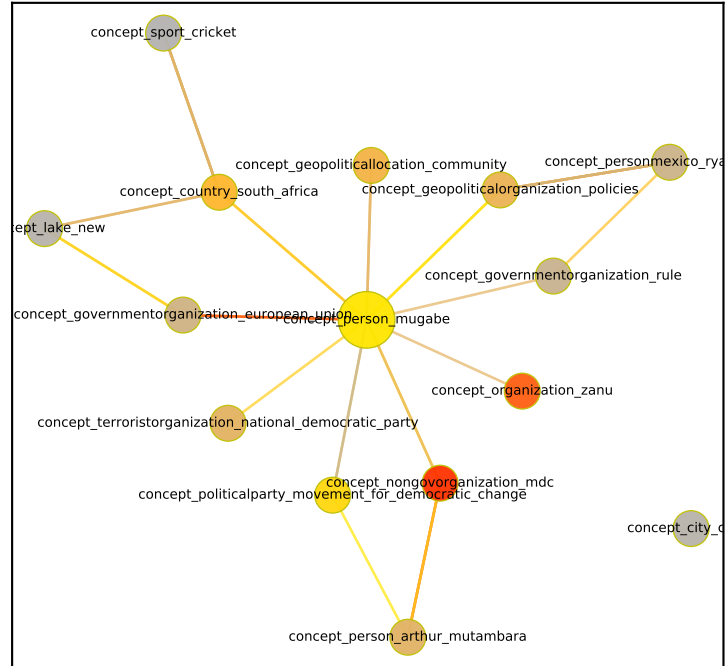 concept_sport_cricket
concept_geopoliticallocation_community
concept_personmexico_rya
concept_country_south_africa
concept_geopoliticalorganization_policies
cept_lake_new
concept_governmentorganization_rule
concept_governmentorganization_european_union
concept_person_mugabe
concept_organization_zanu
concept_terroristorganization_national_democratic_party
concept_nongovorganization_mdc
concept_politicalparty_movement_for_democratic_change
concept_city_c
concept_person_arthur_mutambara